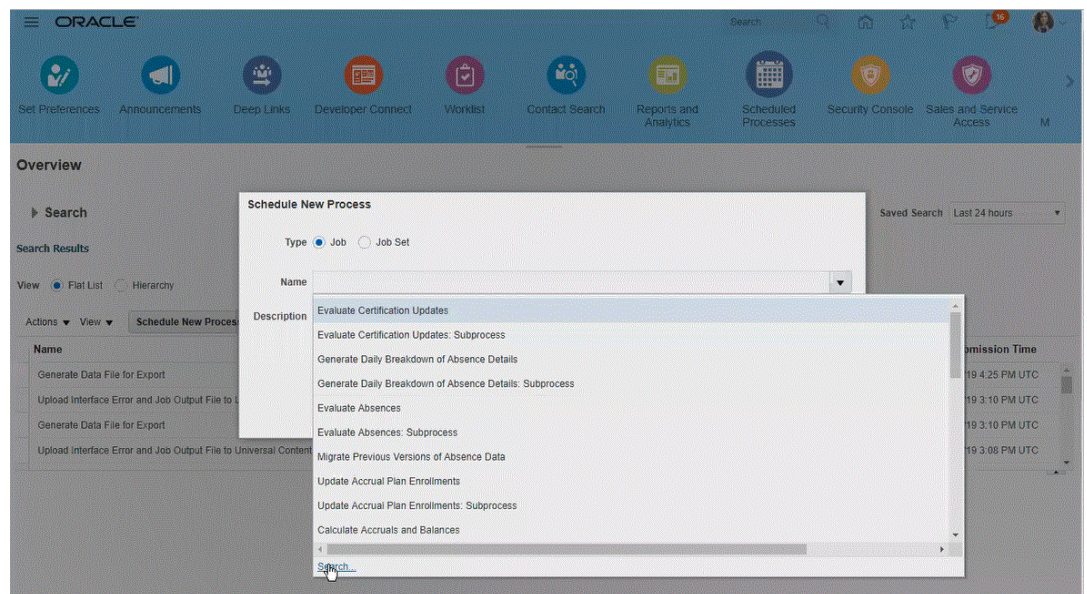 ORACLE
Search
16
Set Preferences
Announcements
Deep Links
Developer Connect
Worklist
Contact Search
Reports and
Analytics
Scheduled
Processes
Security Console
Sales and Service
Access
M
Overview
Search
Saved Search Last 24 hours
Search Results
View Flat List Hierarchy
Actions View Schedule New Proces
Name
omission Time
Generate Data File for Export
'19 4:25 PM UTC
Upload Interface Error and Job Output File to
'19 3:10 PM UTC
Generate Data File for Export
'19 3:10 PM UTC
Upload Interface Error and Job Output File to Universal Content
'19 3:08 PM UTC
Schedule New Process
Type Job Job Set
Name
Description
Evaluate Certification Updates
Evaluate Certification Updates: Subprocess
Generate Daily Breakdown of Absence Details
Generate Daily Breakdown of Absence Details: Subprocess
Evaluate Absences
Evaluate Absences: Subprocess
Migrate Previous Versions of Absence Data
Update Accrual Plan Enrollments
Update Accrual Plan Enrollments: Subprocess
Calculate Accruals and Balances
Search...